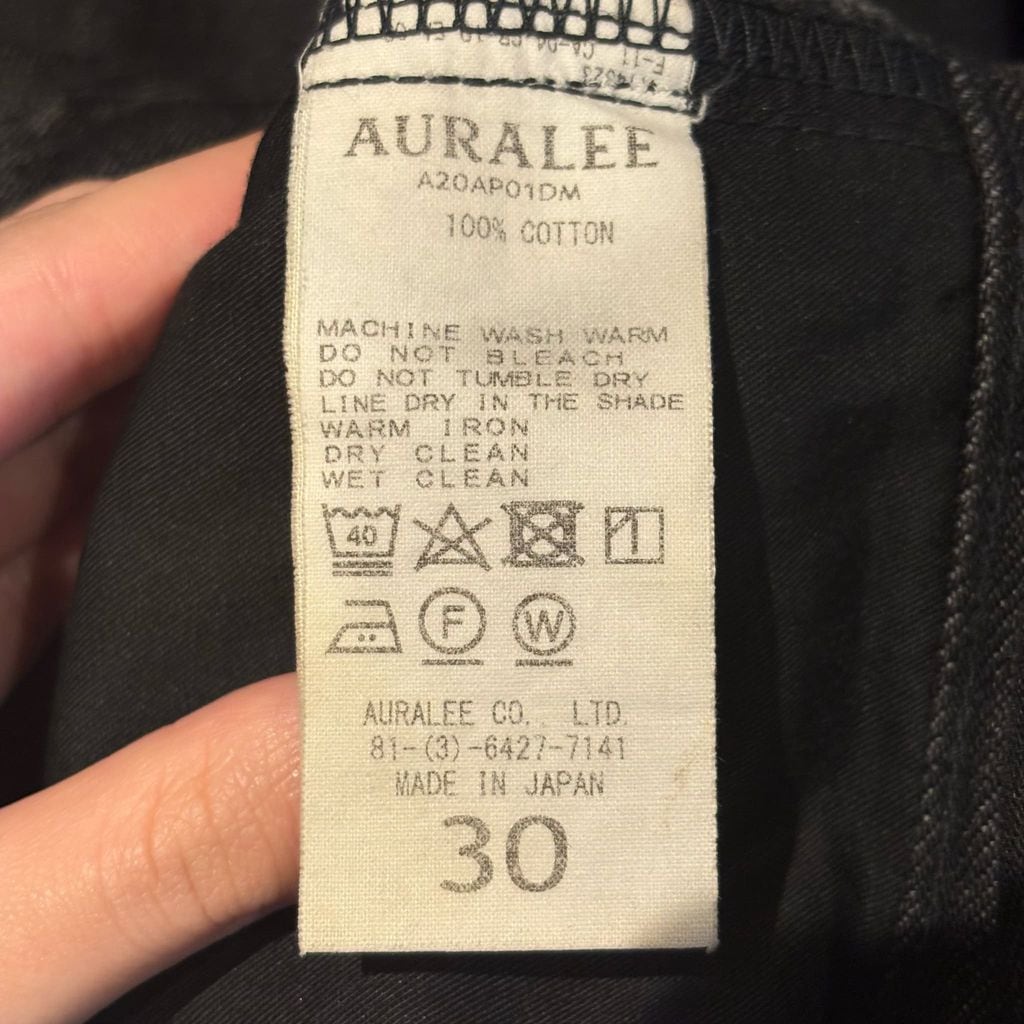 AURALEE
A20AP01DM
100% COTTON
MACHINE WASH WARM
DO NOT BLEACH
DO NOT TUMBLE DRY
LINE DRY IN THE SHADE
WARM IRON
DRY CLEAN
WET CLEAN
40
F W
AURALEE CO. LTD.
81-(3)-6427-7141
MADE IN JAPAN
30